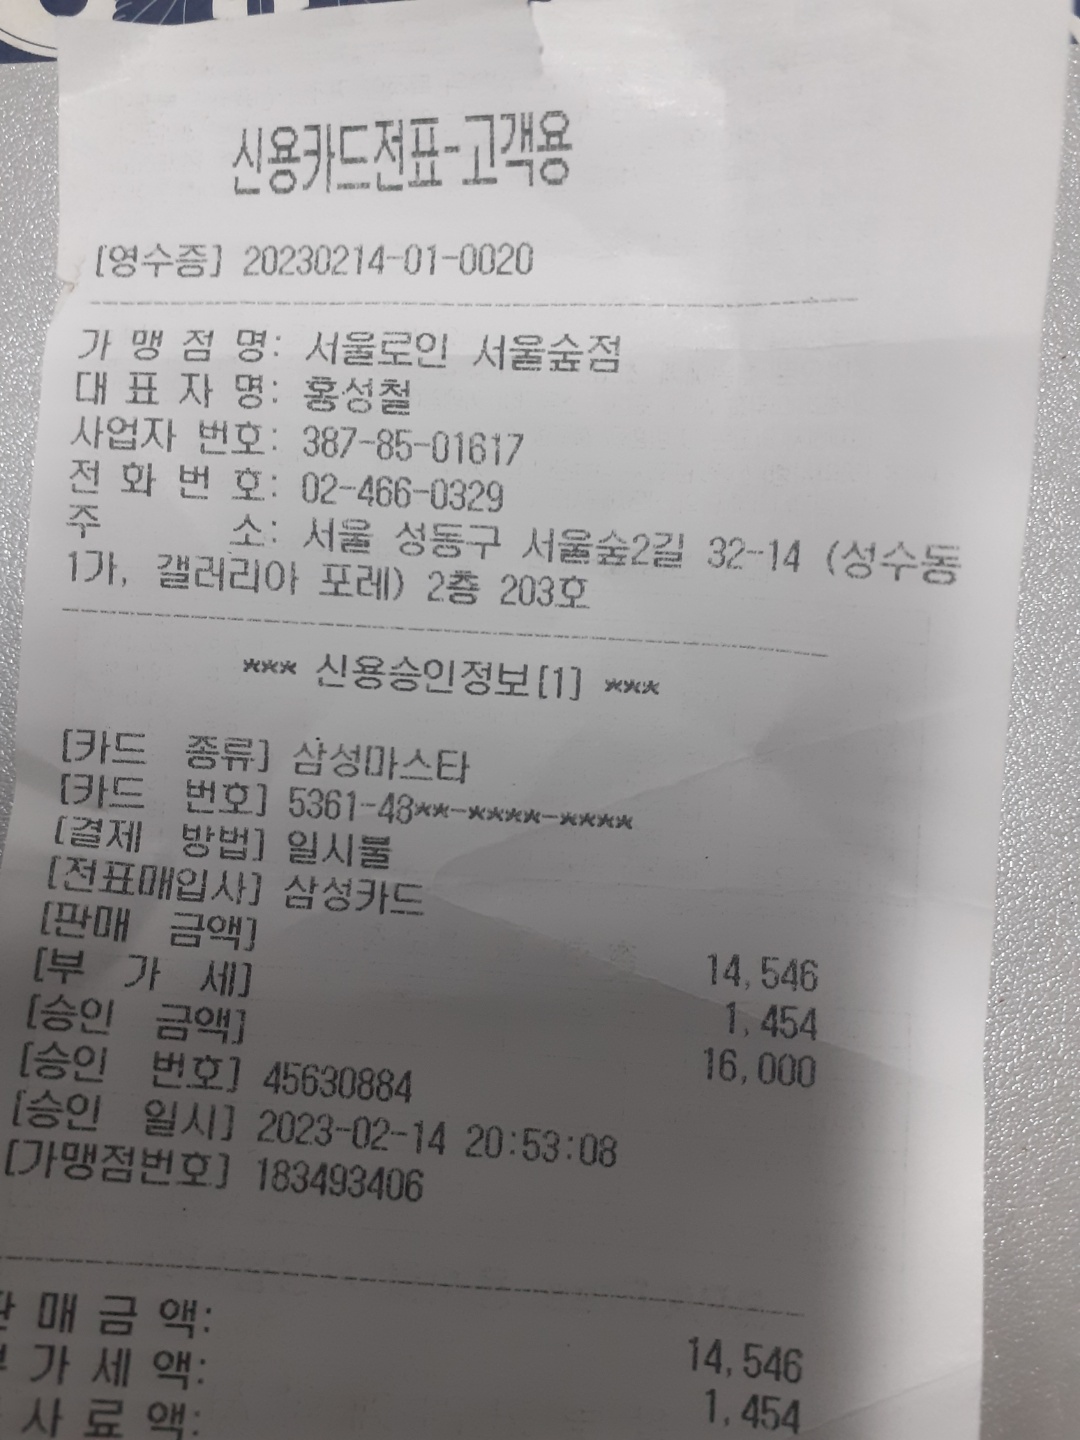 신용카드전표-고객용
[영수증] 20230214-01-0020
가 맹 점 명: 서울로인 서울숲점
대 표 자 명: 홍성철
사업자 번호: 387-85-01617
전 화 번 호: 02-466-0329
주 소: 서울 성동구 서울숲2길 32-14 (성수동
1가, 갤러리아 포레) 2층 203호
*** 신용승인정보[1] ***
[카드 종류] 삼성마스타
[카드 번호] 5361-48**-****-****
[결제 방법] 일시불
[전표매입사] 삼성카드
[판매 금액] 14,546
[부 가 세] 1,454
[승인 금액] 16,000
[승인 번호] 45630884
[승인 일시] 2023-02-14 20:53:08
[가맹점번호] 183493406
판 매 금 액: 14,546
부 가 세 액: 1,454
사 료 액: